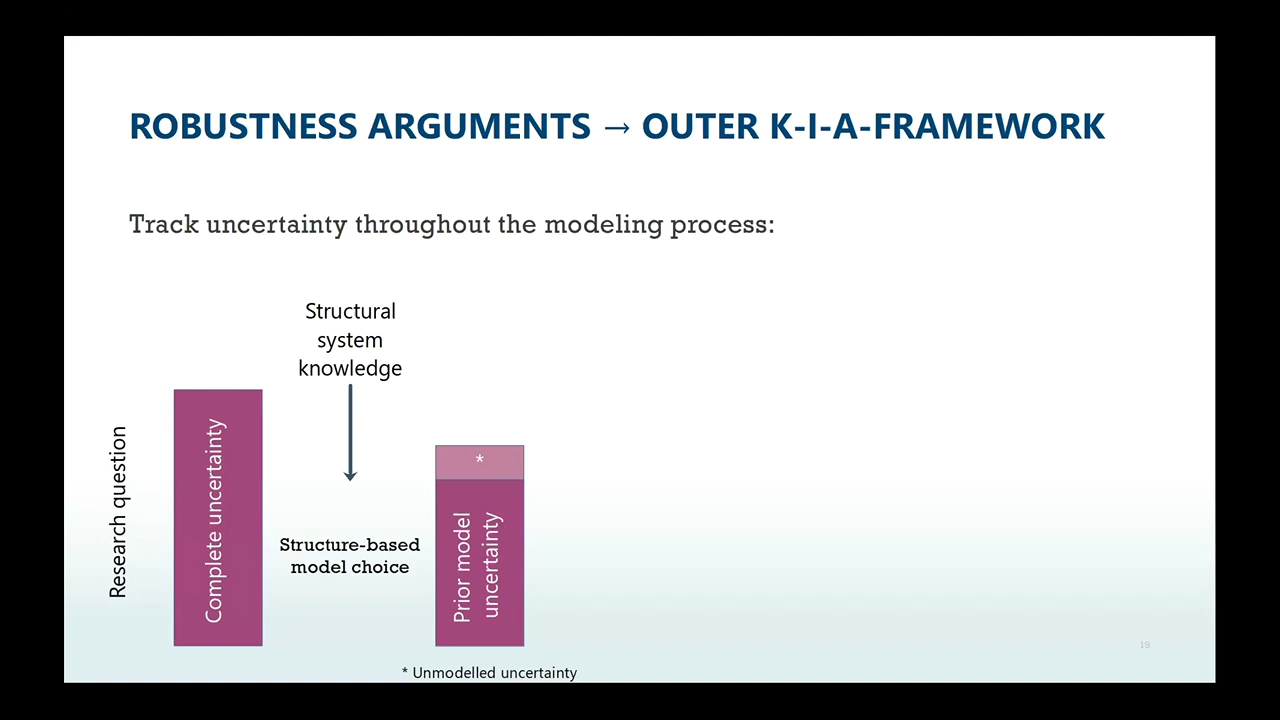 ROBUSTNESS ARGUMENTS → OUTER K-I-A-FRAMEWORK
Track uncertainty throughout the modeling process:
Research question
Complete uncertainty
Structural
system
knowledge
Structure-based
model choice
*
Prior model
uncertainty
* Unmodelled uncertainty
19